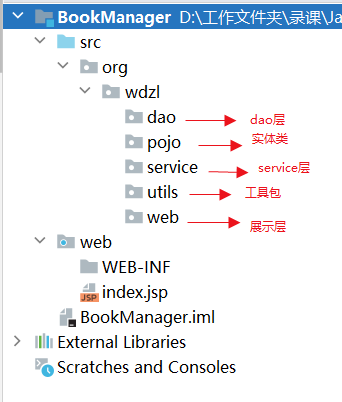 BookManager D:\工作文件夹\录课\Ja
src
org
wdzl
dao dao层
pojo 实体类
service service层
utils 工具包
web 展示层
web
WEB-INF
JSP index.jsp
BookManager.iml
External Libraries
Scratches and Consoles